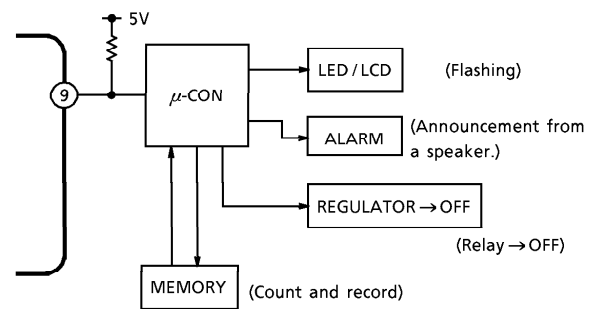 5V
9
μ-CON
LED / LCD
(Flashing)
ALARM
(Announcement from
a speaker.)
REGULATOR → OFF
(Relay → OFF)
MEMORY
(Count and record)